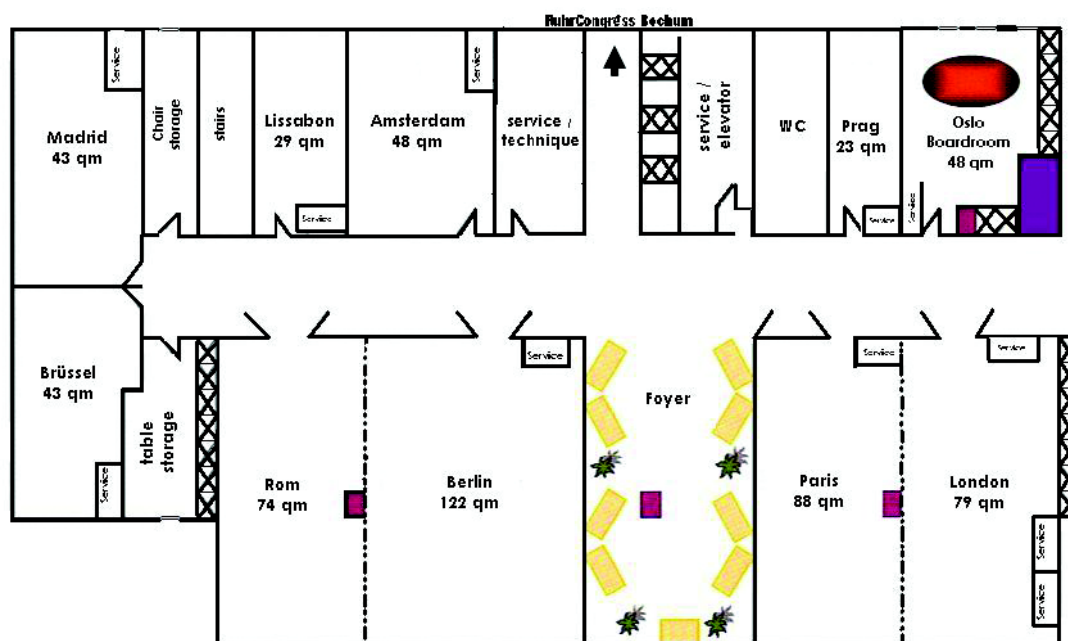 RuhrCongress Bochum
Service
Madrid
43 qm
Chair
storage
stairs
Lissabon
29 qm
Service
Amsterdam
48 qm
Service
service /
technique
service /
elevator
WC
Prag
23 qm
Service
Service
Oslo
Boardroom
48 qm
Brüssel
43 qm
Service
table
storage
Rom
74 qm
Berlin
122 qm
Service
Foyer
Paris
88 qm
Service
London
79 qm
Service
Service
Service